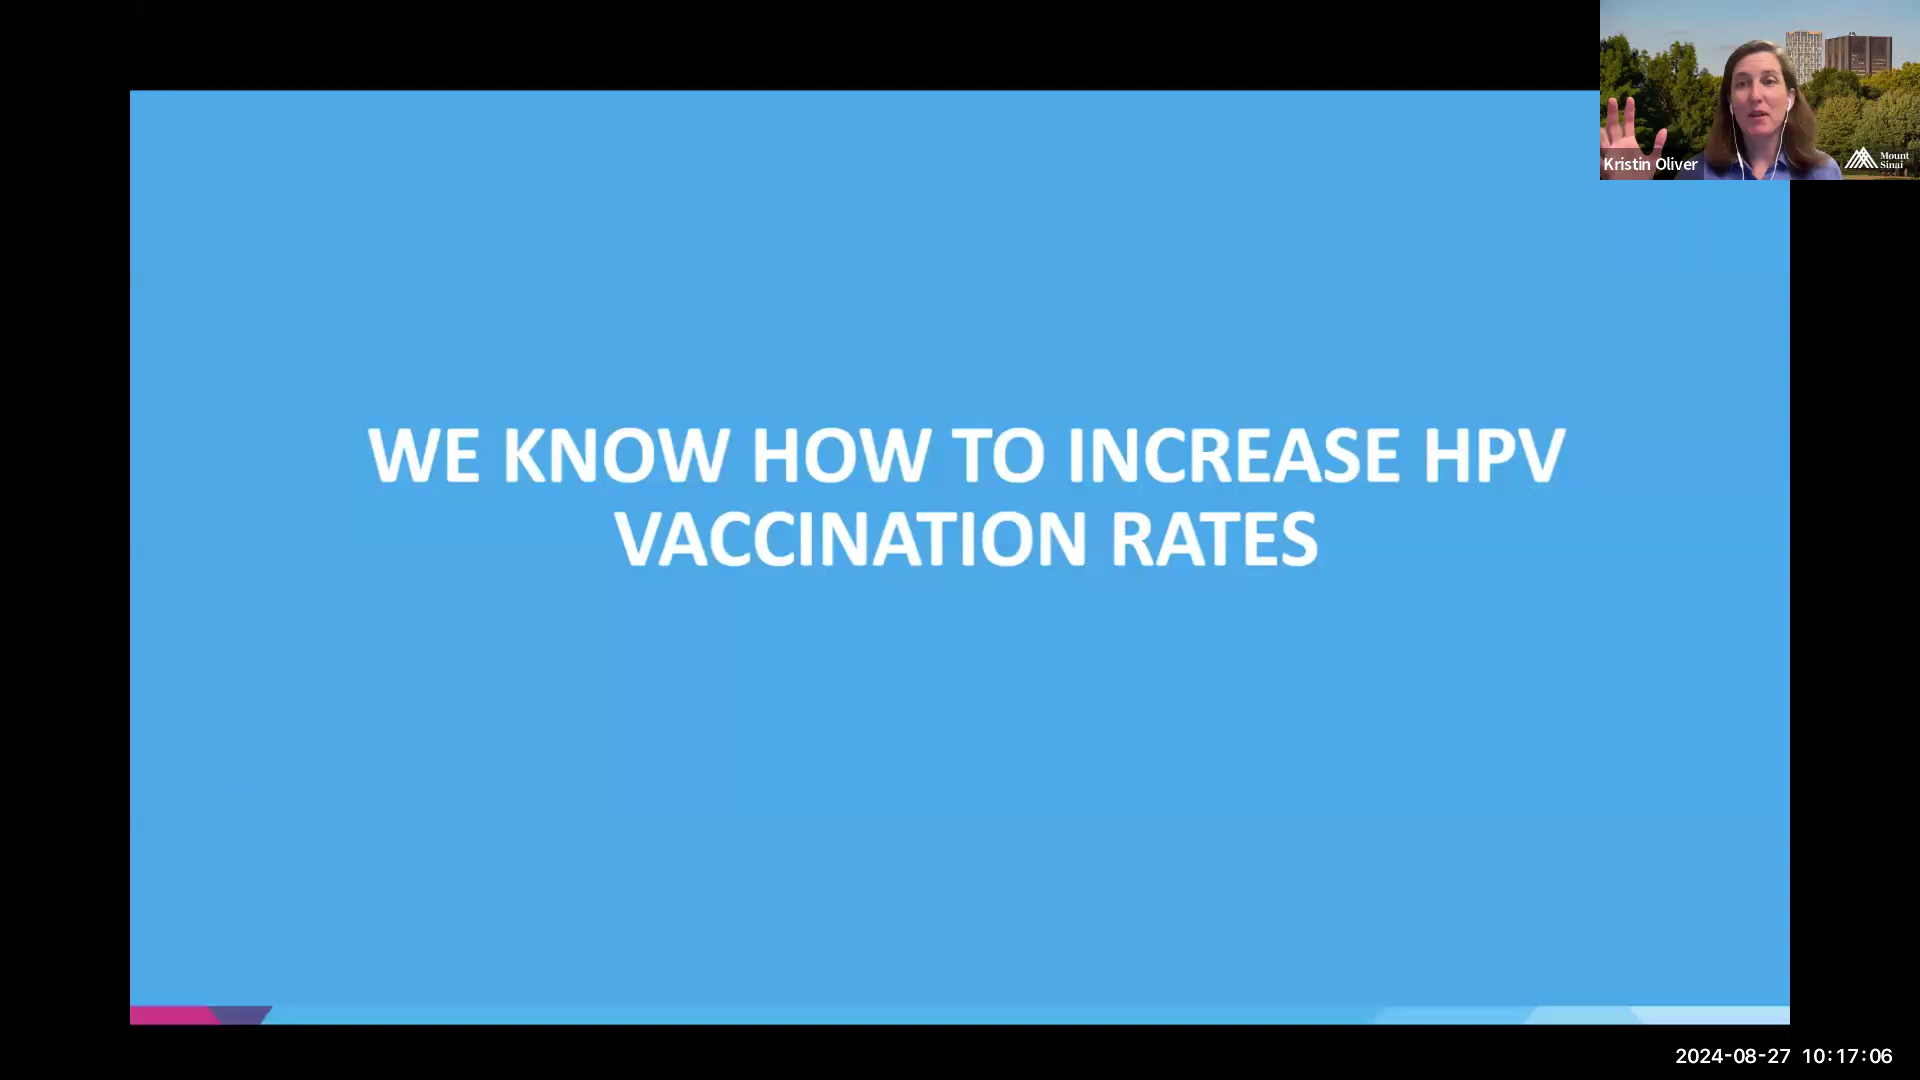 Kristin Oliver
Mount
Sinai
WE KNOW HOW TO INCREASE HPV
VACCINATION RATES
2024-08-27 10:17:06